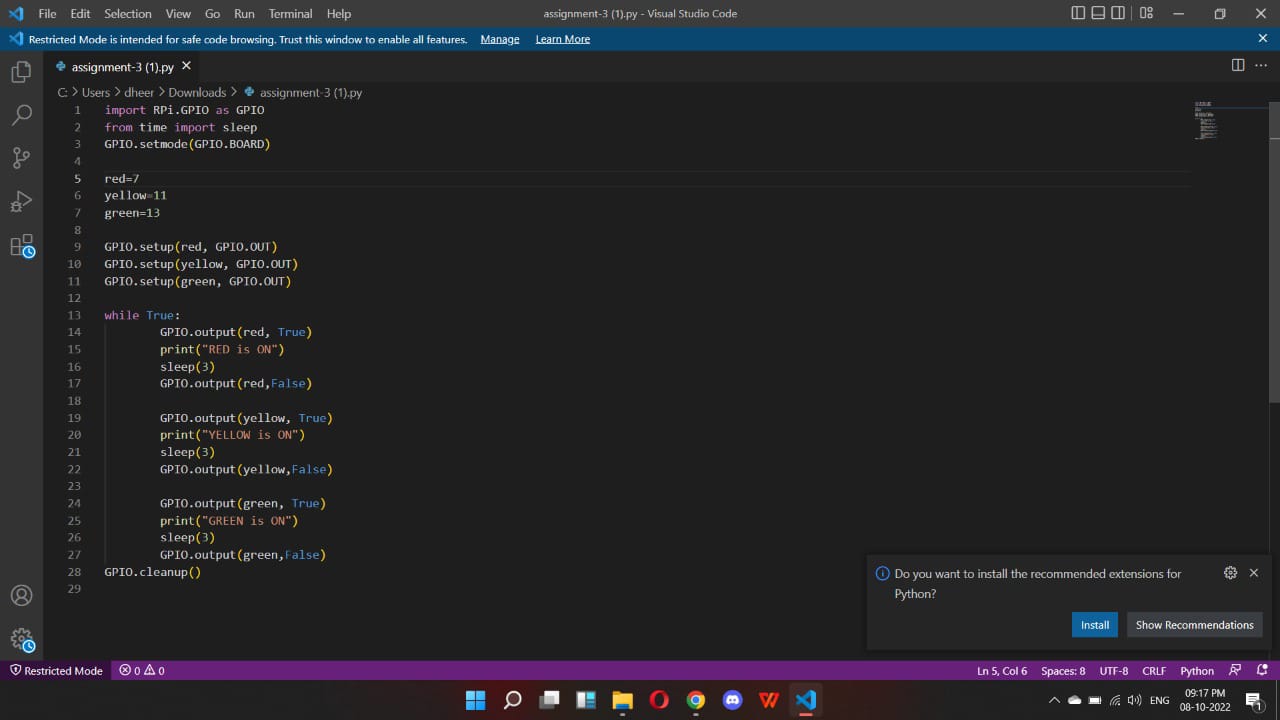 File Edit Selection View Go Run Terminal Help assignment-3 (1).py - Visual Studio Code
Restricted Mode is intended for safe code browsing. Trust this window to enable all features. Manage Learn More
assignment-3 (1).py
C: > Users > dheer > Downloads > assignment-3 (1).py
1 import RPi.GPIO as GPIO
2 from time import sleep
3 GPIO.setmode(GPIO.BOARD)
4
5 red=7
6 yellow=11
7 green=13
8
9 GPIO.setup(red, GPIO.OUT)
10 GPIO.setup(yellow, GPIO.OUT)
11 GPIO.setup(green, GPIO.OUT)
12
13 while True:
14 GPIO.output(red, True)
15 print("RED is ON")
16 sleep(3)
17 GPIO.output(red,False)
18
19 GPIO.output(yellow, True)
20 print("YELLOW is ON")
21 sleep(3)
22 GPIO.output(yellow,False)
23
24 GPIO.output(green, True)
25 print("GREEN is ON")
26 sleep(3)
27 GPIO.output(green,False)
28 GPIO.cleanup()
29
Do you want to install the recommended extensions for
Python?
Install Show Recommendations
Restricted Mode 0 0 Ln 5, Col 6 Spaces: 8 UTF-8 CRLF Python
ENG 09:17 PM
08-10-2022 1